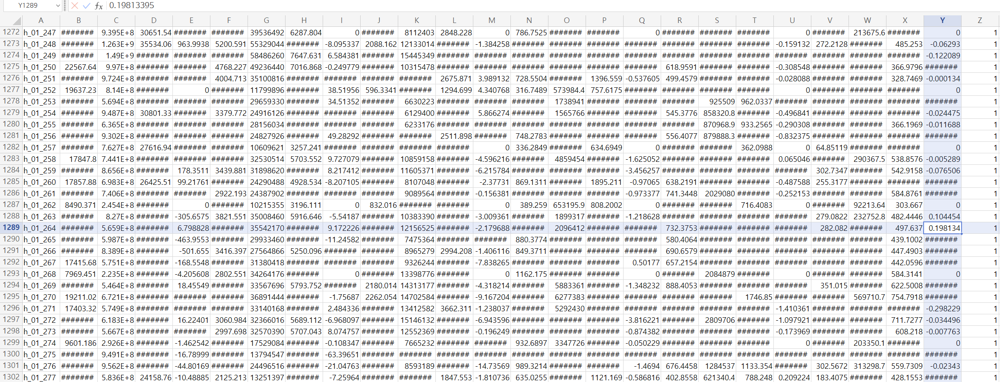 Y1289 fx 0.19813395
A B C D E F G H I J K L M N O P Q R S T U V W X Y Z
1272 h_01_247 ####### 9.395E+8 30651.54 ####### ####### 39536492 6287.804 0 ####### 8112403 2848.228 0 786.7525 ####### ####### 0 ####### ####### ####### 0 ####### 213675.6 ####### 0 1
1273 h_01_248 ####### 1.263E+9 35534.06 963.9938 5200.591 55329044 ####### -8.095337 2088.162 12133014 ####### -1.384258 ####### ####### ####### ####### ####### ####### ####### -0.159132 272.2128 ####### 485.253 -0.06293 1
1274 h_01_249 ####### 1.49E+9 ####### ####### ####### 58486260 7647.631 6.584381 ####### 15445349 ####### ####### ####### ####### ####### ####### ####### ####### ####### ####### ####### ####### ####### -0.122089 1
1275 h_01_250 22567.64 9.97E+8 ####### ####### 4768.227 49236440 7016.868 -0.249779 ####### 10315478 ####### ####### ####### ####### ####### ####### 618.9591 ####### ####### -0.308548 ####### ####### 366.9796 ####### 1
1276 h_01_251 ####### 9.724E+8 ####### ####### 4004.713 35100816 ####### ####### ####### ####### 2675.871 3.989132 728.5504 ####### 1396.559 -0.537605 499.4579 ####### ####### -0.028088 ####### ####### 328.7469 -0.000134 1
1277 h_01_252 19637.23 8.14E+8 ####### 0 ####### 11799896 ####### 38.51956 596.3341 ####### 1294.699 4.340768 316.7489 573984.4 757.6175 ####### ####### ####### ####### 0 ####### ####### ####### 0 1
1278 h_01_253 ####### 5.694E+8 ####### ####### ####### 29659330 ####### 34.51352 ####### 6630223 ####### ####### ####### 1738941 ####### ####### ####### 925509 962.0337 ####### ####### ####### ####### ####### 1
1279 h_01_254 ####### 9.487E+8 30801.33 ####### 3379.772 24916126 ####### ####### ####### 6129400 ####### 5.866274 ####### 1565766 ####### ####### 545.3776 858320.8 ####### -0.496841 ####### ####### ####### -0.024475 1
1280 h_01_255 ####### 6.365E+8 ####### ####### ####### 28156034 ####### ####### ####### 6233176 ####### ####### ####### ####### ####### ####### ####### 870968.9 933.2565 -0.290308 ####### ####### 366.1969 -0.011688 1
1281 h_01_256 ####### 9.302E+8 ####### ####### ####### 24827926 ####### 49.28292 ####### ####### 2511.898 ####### 748.2783 ####### ####### ####### 556.4077 879888.3 ####### -0.832375 ####### ####### ####### ####### 1
1282 h_01_257 ####### 7.627E+8 27616.94 ####### ####### 10609621 3257.241 ####### ####### ####### ####### 0 336.2849 ####### 634.6949 0 ####### ####### 362.0988 0 64.85119 ####### ####### 0 1
1283 h_01_258 17847.8 7.441E+8 ####### ####### ####### 32530514 5703.552 9.727079 ####### 10859158 ####### -4.596216 ####### 4859454 ####### -1.625052 ####### ####### ####### 0.065046 ####### 290367.5 538.8576 -0.005289 1
1284 h_01_259 ####### 8.656E+8 ####### 178.3511 3439.881 31898620 ####### 8.217412 ####### 11605371 ####### -6.215784 ####### ####### ####### -3.456257 ####### ####### ####### ####### 302.7347 ####### 542.9158 -0.076506 1
1285 h_01_260 17857.88 6.983E+8 26425.51 99.21761 ####### 24290488 4928.534 -8.207105 ####### 8107048 ####### -2.37731 869.1311 ####### 1895.211 -0.97065 638.2191 ####### ####### -0.487588 255.3177 ####### ####### ####### 1
1286 h_01_261 ####### 7.406E+8 ####### ####### 2922.193 24387902 ####### ####### ####### 9089564 ####### -0.156381 ####### ####### ####### -0.973377 741.3448 2029080 ####### -0.252153 ####### ####### 584.8761 ####### 1
1287 h_01_262 8490.371 2.454E+8 ####### 0 ####### 10215355 3196.111 0 832.016 ####### ####### 0 389.259 653195.9 808.2002 0 ####### ####### 716.4083 0 ####### 92213.64 303.667 0 1
1288 h_01_263 ####### 8.27E+8 ####### -305.6575 3821.551 35008460 5916.646 -5.54187 ####### 10383390 ####### -3.009361 ####### 1899317 ####### -1.218628 ####### ####### ####### ####### 279.0822 232752.8 482.4446 0.104454 1
1289 h_01_264 ####### 5.659E+8 ####### 6.798828 ####### 35542170 ####### 9.172226 ####### 12156525 ####### -2.179688 ####### 2096412 ####### ####### 732.3753 ####### ####### ####### 282.082 ####### 497.637 0.198134 1
1290 h_01_265 ####### 5.987E+8 ####### -463.9553 ####### 29933460 ####### -11.24582 ####### 7475364 ####### ####### 880.3774 ####### ####### ####### 580.4064 ####### ####### ####### ####### ####### 439.1002 ####### 1
1291 h_01_266 ####### 8.389E+8 ####### -501.655 3416.397 27564866 5250.096 ####### ####### 8965279 2994.208 -1.406116 849.3711 ####### ####### ####### 690.6579 ####### ####### ####### ####### ####### 447.4903 ####### 1
1292 h_01_267 17415.68 5.751E+8 ####### -168.5548 ####### 31380418 ####### ####### ####### 9326244 ####### -7.838265 ####### ####### ####### 0.50177 657.2154 ####### ####### ####### ####### ####### 442.0596 ####### 1
1293 h_01_268 7969.451 2.235E+8 ####### -4.205608 2802.551 34264176 ####### 0 ####### 13398776 ####### 0 1162.175 ####### ####### 0 ####### 2084879 ####### 0 ####### ####### 584.3141 0 1
1294 h_01_269 ####### 5.464E+8 ####### 18.45549 ####### 33567696 5793.752 ####### 2180.014 14313177 ####### -4.318214 ####### 5883361 ####### -1.348232 888.4053 ####### ####### ####### 351.015 ####### 622.5008 ####### 1
1295 h_01_270 19211.02 6.721E+8 ####### ####### ####### 36891444 ####### -1.75687 2262.054 14702584 ####### -9.167204 ####### 6277383 ####### ####### ####### ####### 1746.85 ####### ####### 569710.7 754.7918 ####### 1
1296 h_01_271 17403.32 5.749E+8 ####### ####### ####### 33140168 ####### 2.484336 ####### 13412582 3662.311 -1.238037 ####### 5292430 ####### ####### ####### ####### ####### -1.410361 ####### ####### ####### -0.298229 1
1297 h_01_272 ####### 6.183E+8 ####### 16.22401 3060.984 32366016 5689.112 -6.968097 ####### 15146132 ####### -6.943596 ####### ####### ####### -3.816221 ####### 2809706 ####### -1.097921 ####### ####### 711.7277 -0.034496 1
1298 h_01_273 ####### 5.667E+8 ####### ####### 2997.698 32570390 5707.043 8.074757 ####### 12552369 ####### -0.196249 ####### ####### ####### -0.874382 ####### ####### ####### -0.173969 ####### ####### 608.218 -0.007763 1
1299 h_01_274 9601.186 2.926E+8 ####### -1.462542 ####### 17529084 ####### -0.108347 ####### 7665232 ####### ####### 932.6897 3347726 ####### -0.050229 ####### ####### ####### 0 ####### 203350.1 ####### 0 1
1300 h_01_275 ####### 9.491E+8 ####### -16.78999 ####### 13794547 ####### -63.39651 ####### ####### ####### ####### ####### ####### ####### ####### ####### ####### ####### ####### ####### ####### ####### ####### 1
1301 h_01_276 ####### 9.562E+8 ####### -44.80169 ####### 24496516 ####### -21.04763 ####### 8593189 ####### -14.73569 989.3214 ####### ####### -1.4694 676.4458 1284537 1133.354 ####### 302.5672 313298.7 559.7309 -0.02343 1
1302 h_01_277 ####### 5.836E+8 24158.76 -10.48885 2125.213 13251397 ####### -7.25964 ####### ####### 1847.553 -1.810736 635.0255 ####### 1121.169 -0.586816 402.8558 621340.4 788.248 0.209224 183.4075 ####### 428.1553 ####### 1